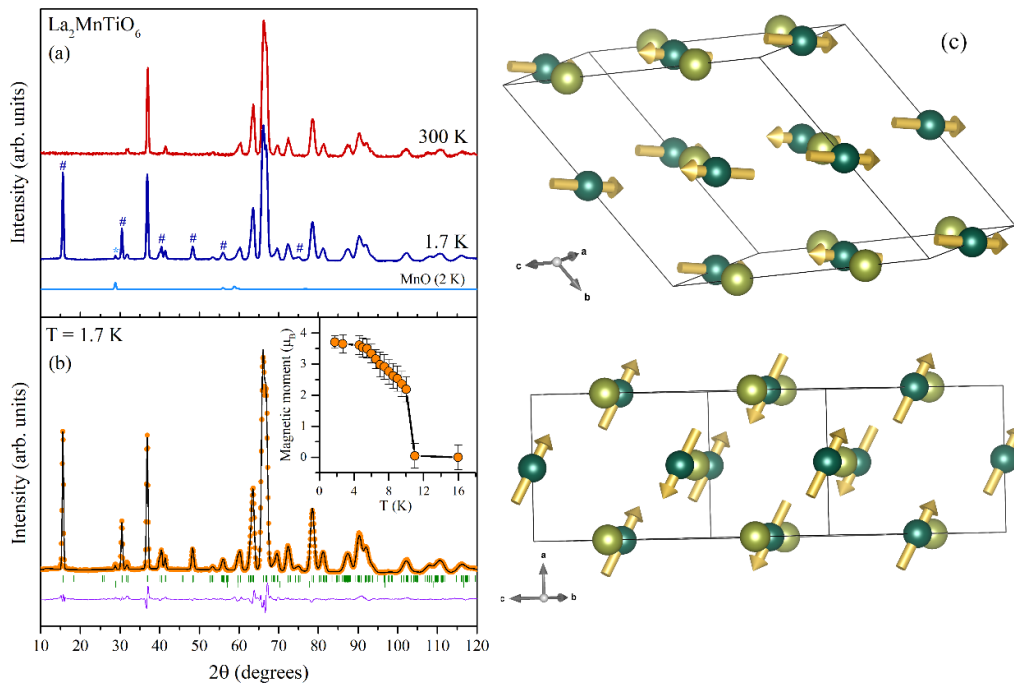 La₂MnTiO₆
(a)
Intensity (arb. units)
300 K
#
#
#
#
#
#
*
1.7 K
MnO (2 K)
T = 1.7 K
(b)
Intensity (arb. units)
Magnetic moment (μB)
4
3
2
1
0
0 4 8 12 16
T (K)
10 20 30 40 50 60 70 80 90 100 110 120
2θ (degrees)
(c)
a
c
b
a
c
b